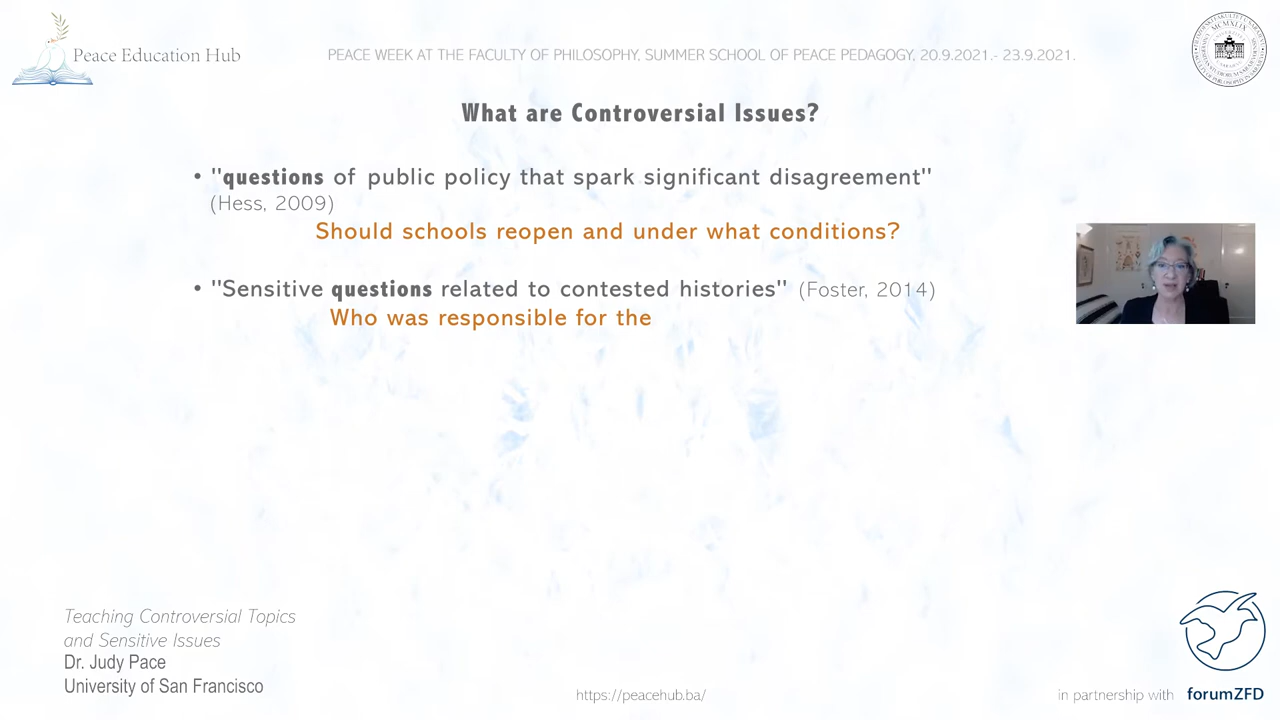 Peace Education Hub
PEACE WEEK AT THE FACULTY OF PHILOSOPHY, SUMMER SCHOOL OF PEACE PEDAGOGY, 20.9.2021.- 23.9.2021.
What are Controversial Issues?
• "questions of public policy that spark significant disagreement"
(Hess, 2009)
Should schools reopen and under what conditions?
• "Sensitive questions related to contested histories" (Foster, 2014)
Who was responsible for the
Teaching Controversial Topics
and Sensitive Issues
Dr. Judy Pace
University of San Francisco
https://peacehub.ba/
in partnership with forumZFD